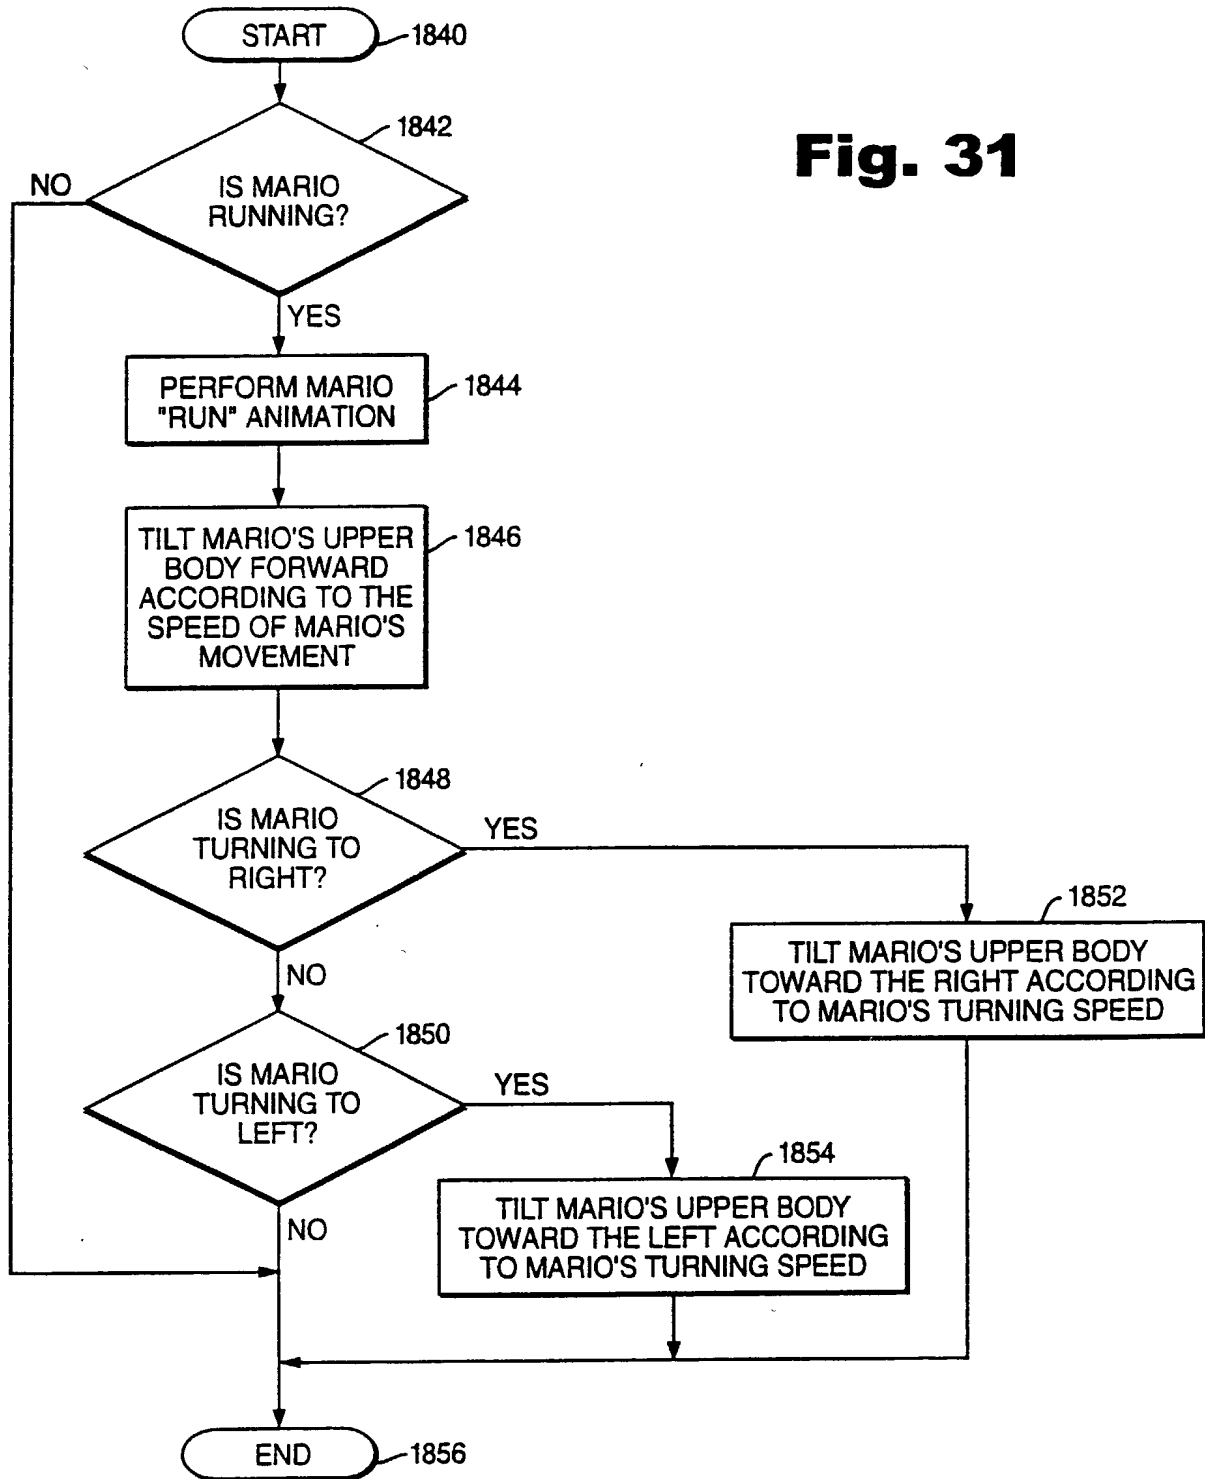 START
1840
1842
Fig. 31
NO
IS MARIO
RUNNING?
YES
PERFORM MARIO
"RUN" ANIMATION
1844
TILT MARIO'S UPPER
BODY FORWARD
ACCORDING TO THE
SPEED OF MARIO'S
MOVEMENT
1846
1848
IS MARIO
TURNING TO
RIGHT?
YES
1852
TILT MARIO'S UPPER BODY
TOWARD THE RIGHT ACCORDING
TO MARIO'S TURNING SPEED
NO
1850
IS MARIO
TURNING TO
LEFT?
YES
1854
TILT MARIO'S UPPER BODY
TOWARD THE LEFT ACCORDING
TO MARIO'S TURNING SPEED
NO
END
1856